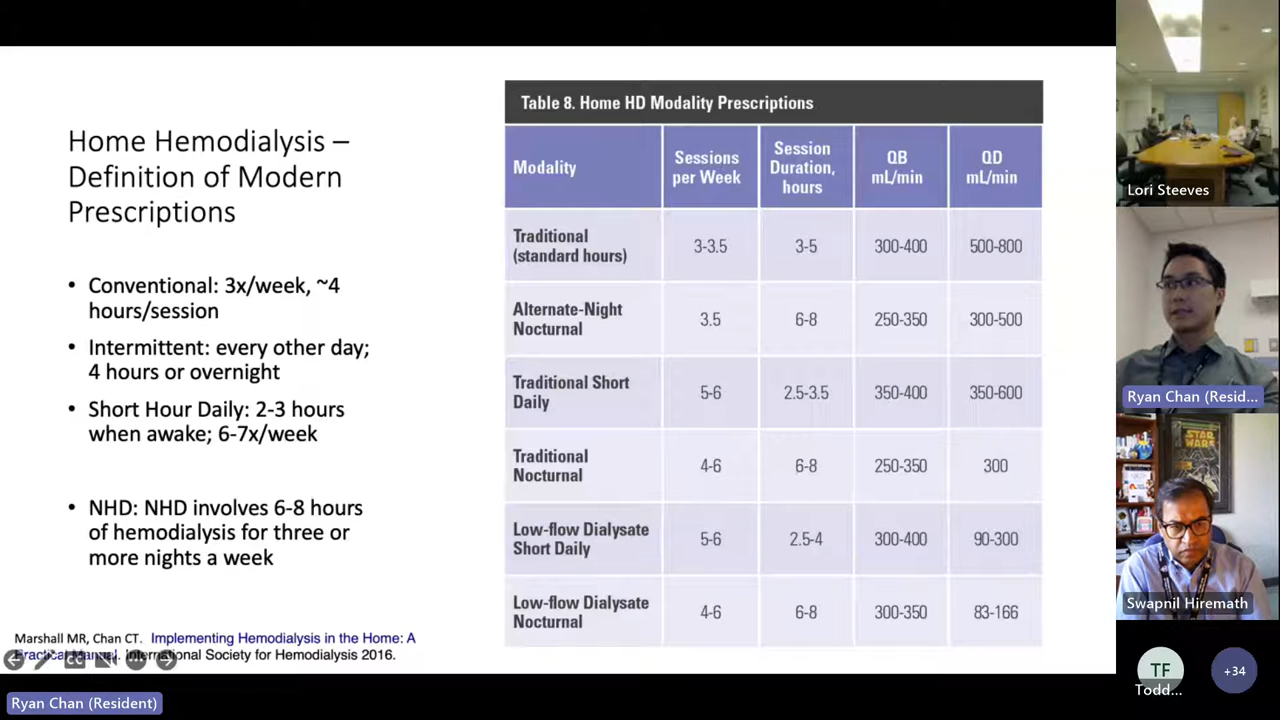 Home Hemodialysis –
Definition of Modern
Prescriptions
• Conventional: 3x/week, ~4
hours/session
• Intermittent: every other day;
4 hours or overnight
• Short Hour Daily: 2-3 hours
when awake; 6-7x/week
• NHD: NHD involves 6-8 hours
of hemodialysis for three or
more nights a week
Marshall MR, Chan CT. Implementing Hemodialysis in the Home: A
Practical Manual. International Society for Hemodialysis 2016.
Table 8. Home HD Modality Prescriptions
Modality Sessions per Week Session Duration, hours QB mL/min QD mL/min
Traditional (standard hours) 3-3.5 3-5 300-400 500-800
Alternate-Night Nocturnal 3.5 6-8 250-350 300-500
Traditional Short Daily 5-6 2.5-3.5 350-400 350-600
Traditional Nocturnal 4-6 6-8 250-350 300
Low-flow Dialysate Short Daily 5-6 2.5-4 300-400 90-300
Low-flow Dialysate Nocturnal 4-6 6-8 300-350 83-166
Lori Steeves
Ryan Chan (Resid...
STAR WARS
Swapnil Hiremath
TF
Todd...
+34
CC
Ryan Chan (Resident)